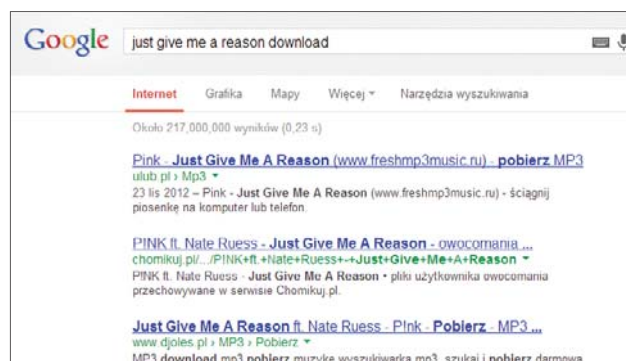 Google just give me a reason download
Internet Grafika Mapy Więcej Narzędzia wyszukiwania
Około 217,000,000 wyników (0,23 s)
Pink - Just Give Me A Reason (www.freshmp3music.ru) - pobierz MP3
ulub.pl › Mp3
23 lis 2012 – Pink - Just Give Me A Reason (www.freshmp3music.ru) - ściągnij
piosenkę na komputer lub telefon.
P!NK ft. Nate Ruess - Just Give Me A Reason - owocomania ...
chomikuj.pl/.../P!NK+ft.+Nate+Ruess+-+Just+Give+Me+A+Reason
P!NK ft. Nate Ruess - Just Give Me A Reason • pliki użytkownika owocomania
przechowywane w serwisie Chomikuj.pl.
Just Give Me A Reason ft. Nate Ruess - P!nk - Pobierz - MP3 ...
www.djoles.pl › MP3 › Pobierz
MP3 download mp3 pobierz muzykę wyszukiwarka mp3, szukaj i pobierz darmowa